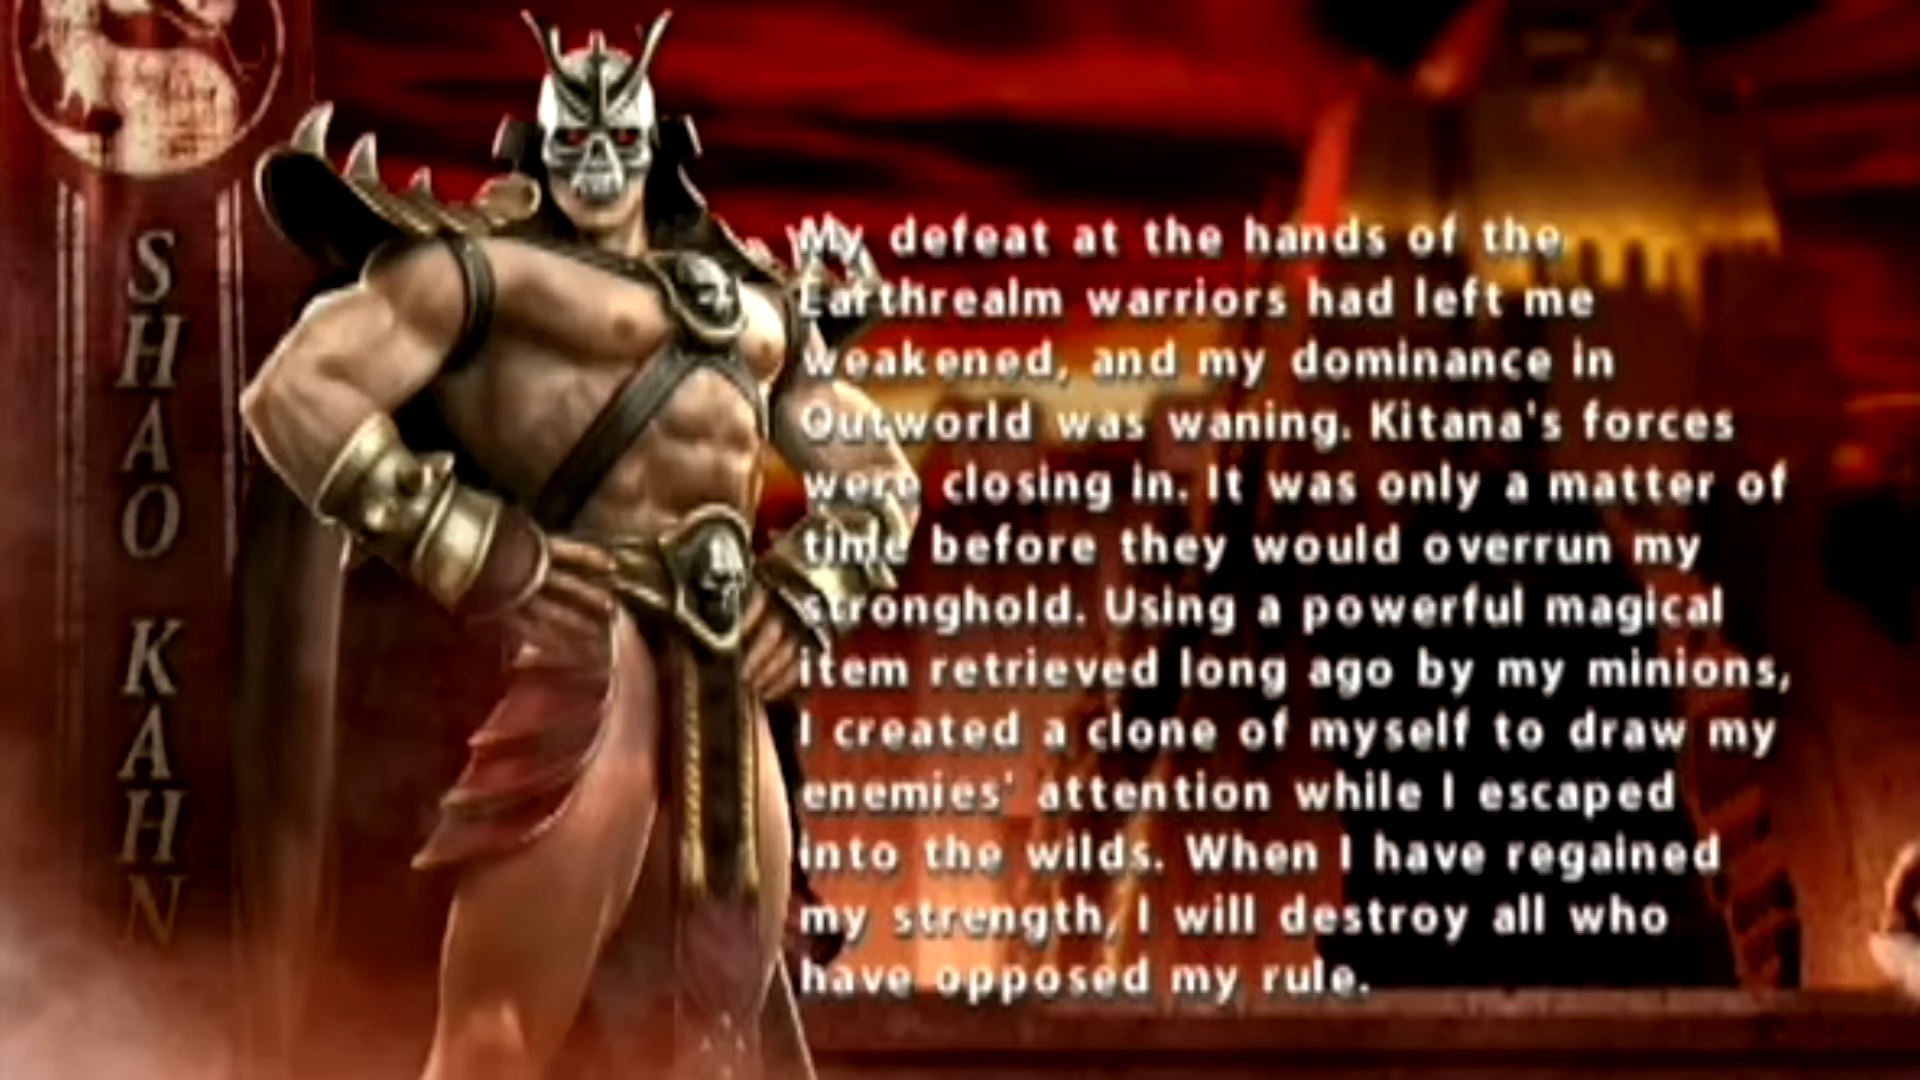 SHAO KAHN
My defeat at the hands of the
Earthrealm warriors had left me
weakened, and my dominance in
Outworld was waning. Kitana's forces
were closing in. It was only a matter of
time before they would overrun my
stronghold. Using a powerful magical
item retrieved long ago by my minions,
I created a clone of myself to draw my
enemies' attention while I escaped
into the wilds. When I have regained
my strength, I will destroy all who
have opposed my rule.